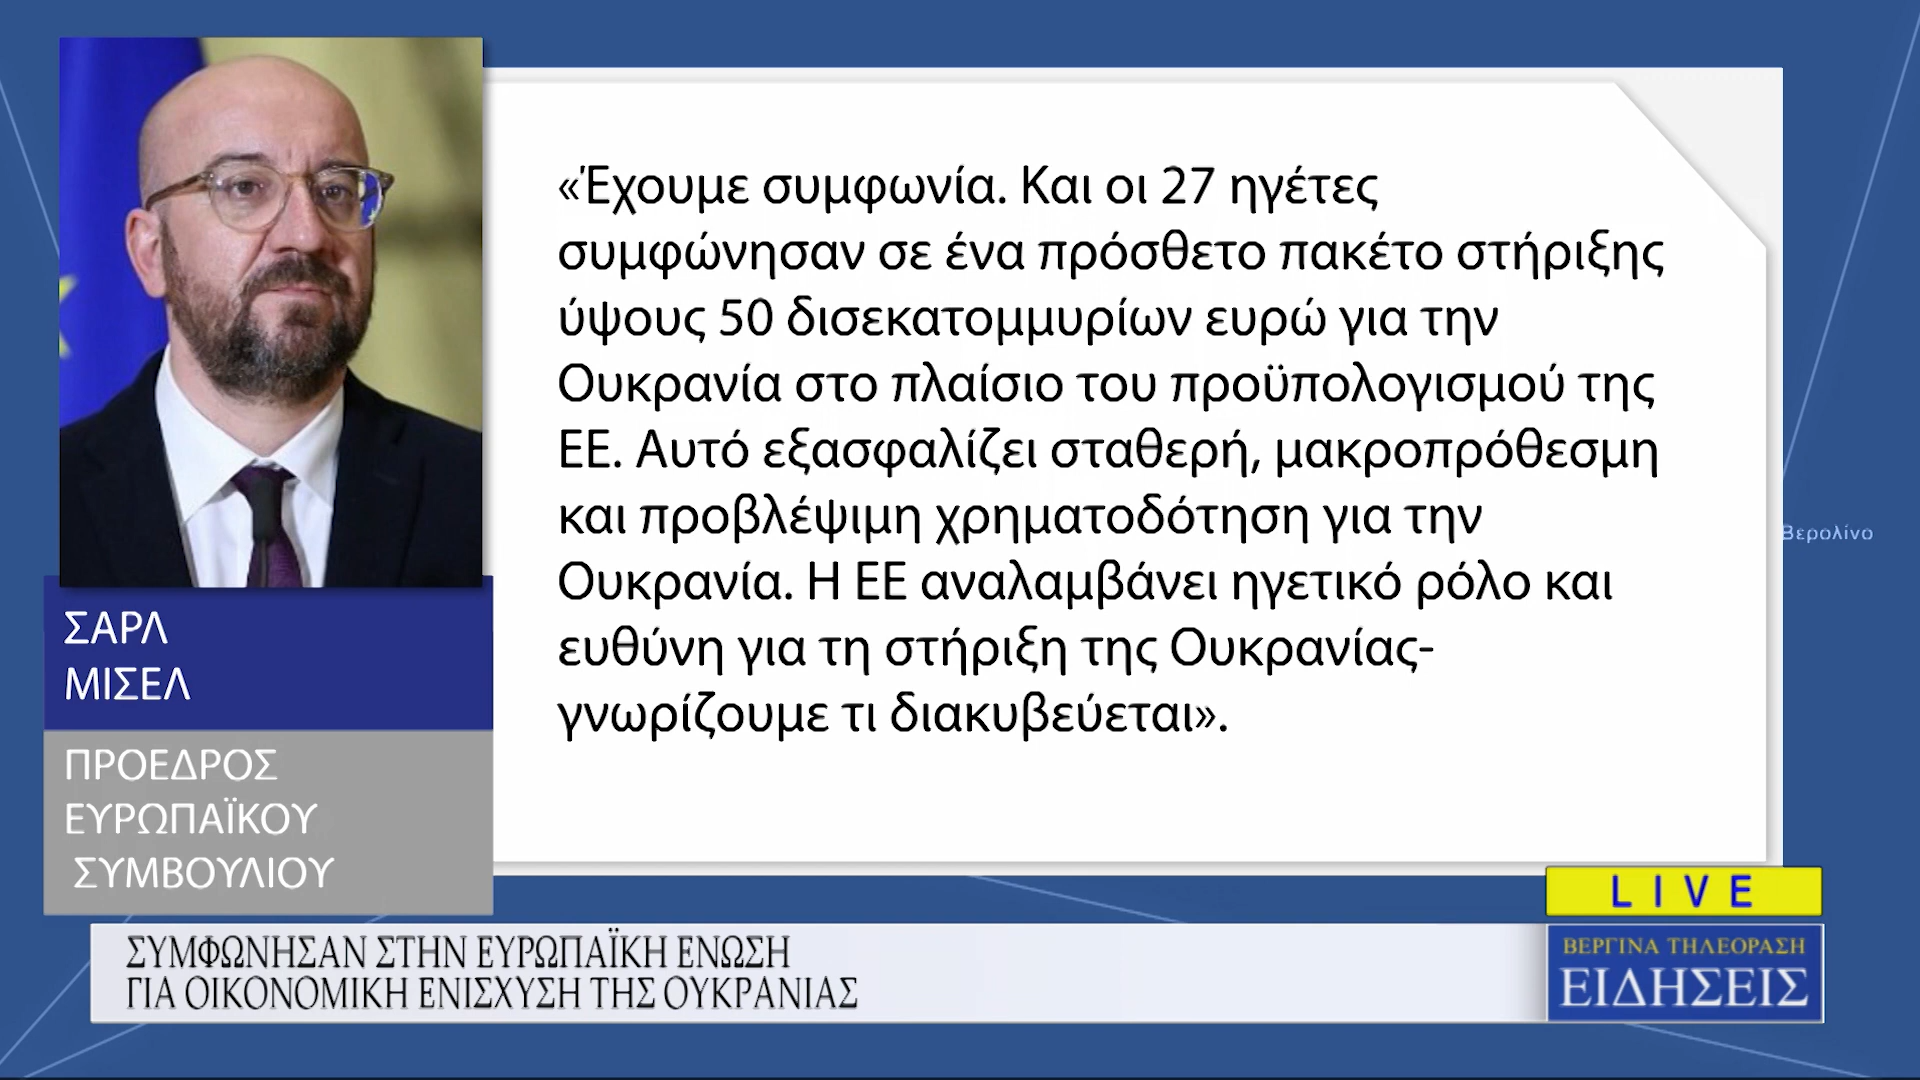 «Έχουμε συμφωνία. Και οι 27 ηγέτες
συμφώνησαν σε ένα πρόσθετο πακέτο στήριξης
ύψους 50 δισεκατομμυρίων ευρώ για την
Ουκρανία στο πλαίσιο του προϋπολογισμού της
ΕΕ. Αυτό εξασφαλίζει σταθερή, μακροπρόθεσμη
και προβλέψιμη χρηματοδότηση για την
Ουκρανία. Η ΕΕ αναλαμβάνει ηγετικό ρόλο και
ευθύνη για τη στήριξη της Ουκρανίας-
γνωρίζουμε τι διακυβεύεται».
Βερολίνο
ΣΑΡΛ
ΜΙΣΕΛ
ΠΡΟΕΔΡΟΣ
ΕΥΡΩΠΑΪΚΟΥ
ΣΥΜΒΟΥΛΙΟΥ
LIVE
ΣΥΜΦΩΝΗΣΑΝ ΣΤΗΝ ΕΥΡΩΠΑΪΚΗ ΕΝΩΣΗ
ΓΙΑ ΟΙΚΟΝΟΜΙΚΗ ΕΝΙΣΧΥΣΗ ΤΗΣ ΟΥΚΡΑΝΙΑΣ
ΒΕΡΓΙΝΑ ΤΗΛΕΟΡΑΣΗ
ΕΙΔΗΣΕΙΣ